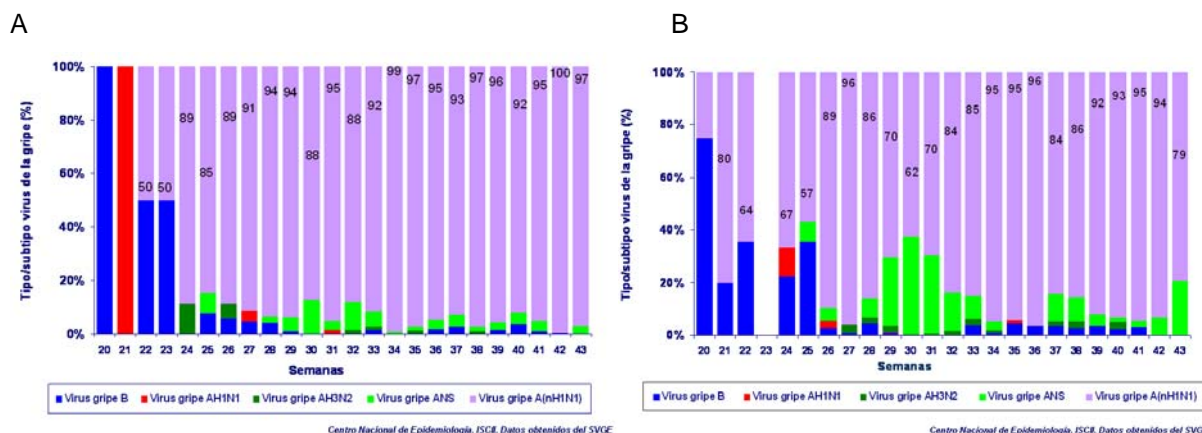 A
B
Tipo/subtipo virus de la gripe (%)
100%
80%
60%
40%
20%
0%
50 50 89 85 89 91 94 94 88 95 88 92 99 97 95 93 97 96 92 95 100 97
20 21 22 23 24 25 26 27 28 29 30 31 32 33 34 35 36 37 38 39 40 41 42 43
Semanas
Virus gripe B Virus gripe AH1N1 Virus gripe AH3N2 Virus gripe ANS Virus gripe A(nH1N1)
Centro Nacional de Epidemiología. ISCIII. Datos obtenidos del SVGE
Tipo/subtipo virus de la gripe (%)
100%
80%
60%
40%
20%
0%
80 64 67 57 89 96 86 70 62 70 84 85 95 95 96 84 86 92 93 95 94 79
20 21 22 23 24 25 26 27 28 29 30 31 32 33 34 35 36 37 38 39 40 41 42 43
Semanas
Virus gripe B Virus gripe AH1N1 Virus gripe AH3N2 Virus gripe ANS Virus gripe A(nH1N1)
Centro Nacional de Epidemiología. ISCIII. Datos obtenidos del SVG